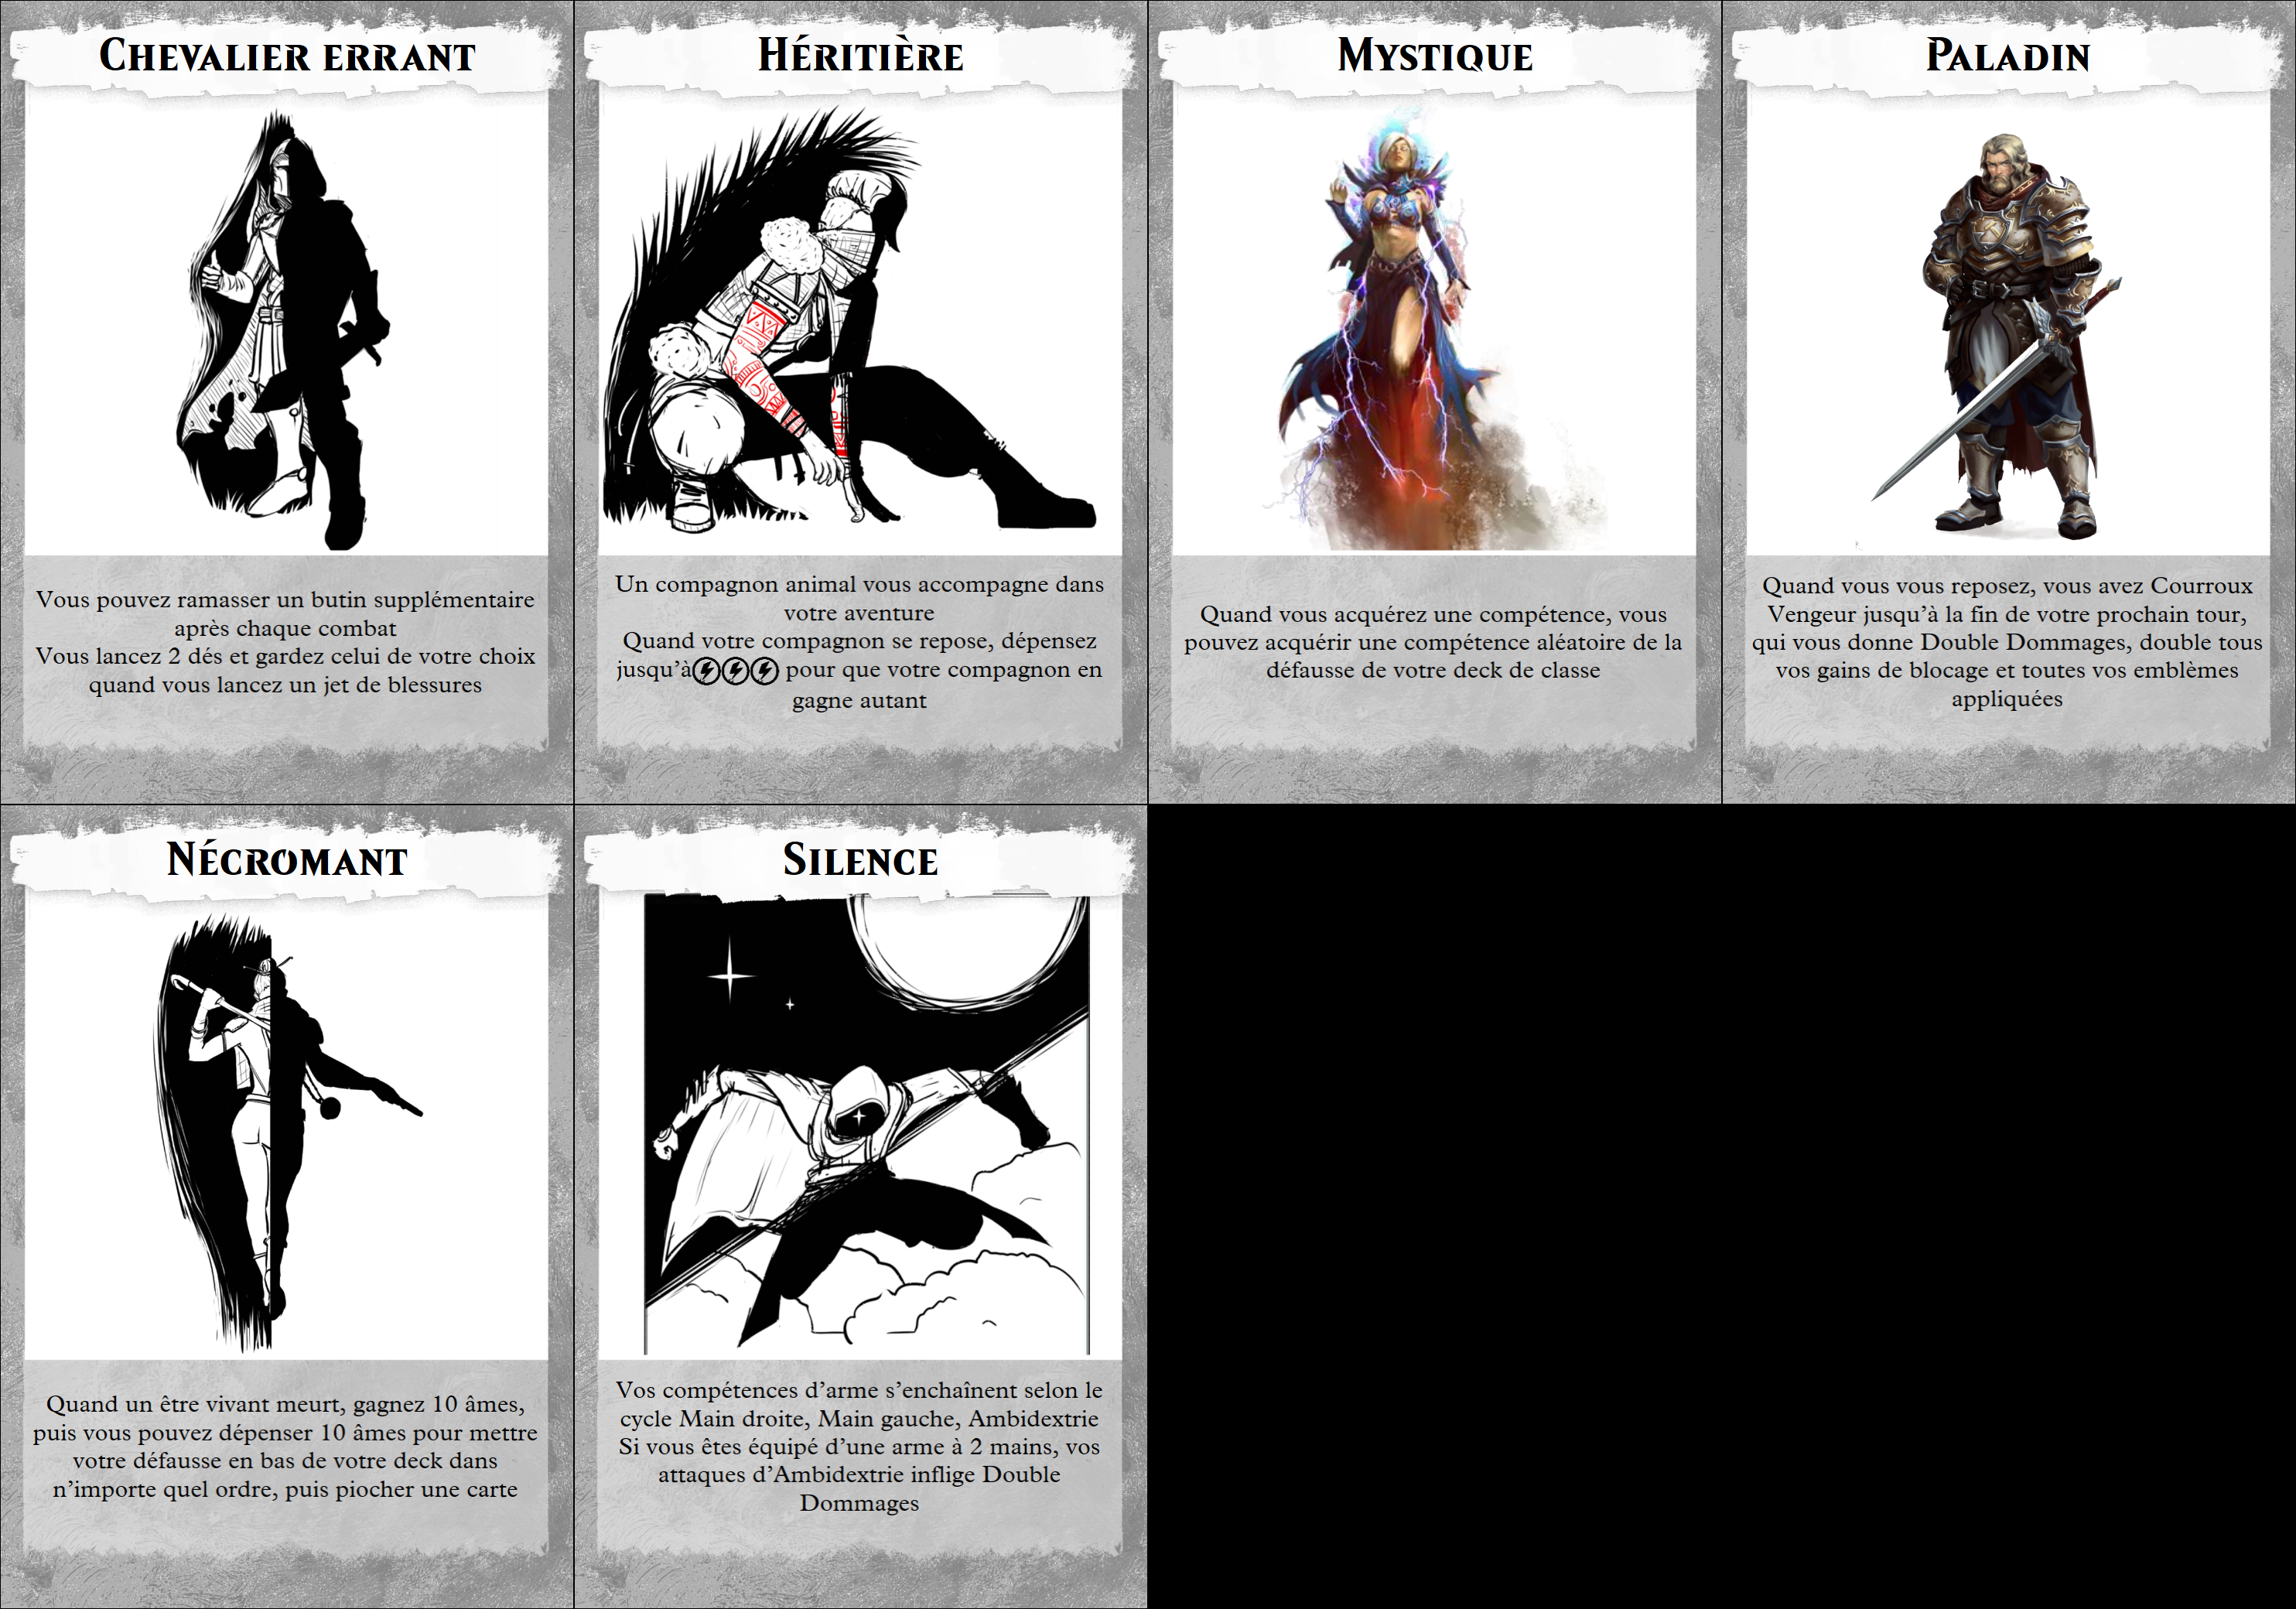 Chevalier errant
Vous pouvez ramasser un butin supplémentaire
après chaque combat
Vous lancez 2 dés et gardez celui de votre choix
quand vous lancez un jet de blessures
Héritière
Un compagnon animal vous accompagne dans
votre aventure
Quand votre compagnon se repose, dépensez
jusqu'à pour que votre compagnon en
gagne autant
Mystique
Quand vous acquérez une compétence, vous
pouvez acquérir une compétence aléatoire de la
défausse de votre deck de classe
Paladin
Quand vous vous reposez, vous avez Courroux
Vengeur jusqu'à la fin de votre prochain tour,
qui vous donne Double Dommages, double tous
vos gains de blocage et toutes vos emblèmes
appliquées
Nécromant
Quand un être vivant meurt, gagnez 10 âmes,
puis vous pouvez dépenser 10 âmes pour mettre
votre défausse en bas de votre deck dans
n'importe quel ordre, puis piocher une carte
Silence
Vos compétences d'arme s'enchaînent selon le
cycle Main droite, Main gauche, Ambidextrie
Si vous êtes équipé d'une arme à 2 mains, vos
attaques d'Ambidextrie inflige Double
Dommages